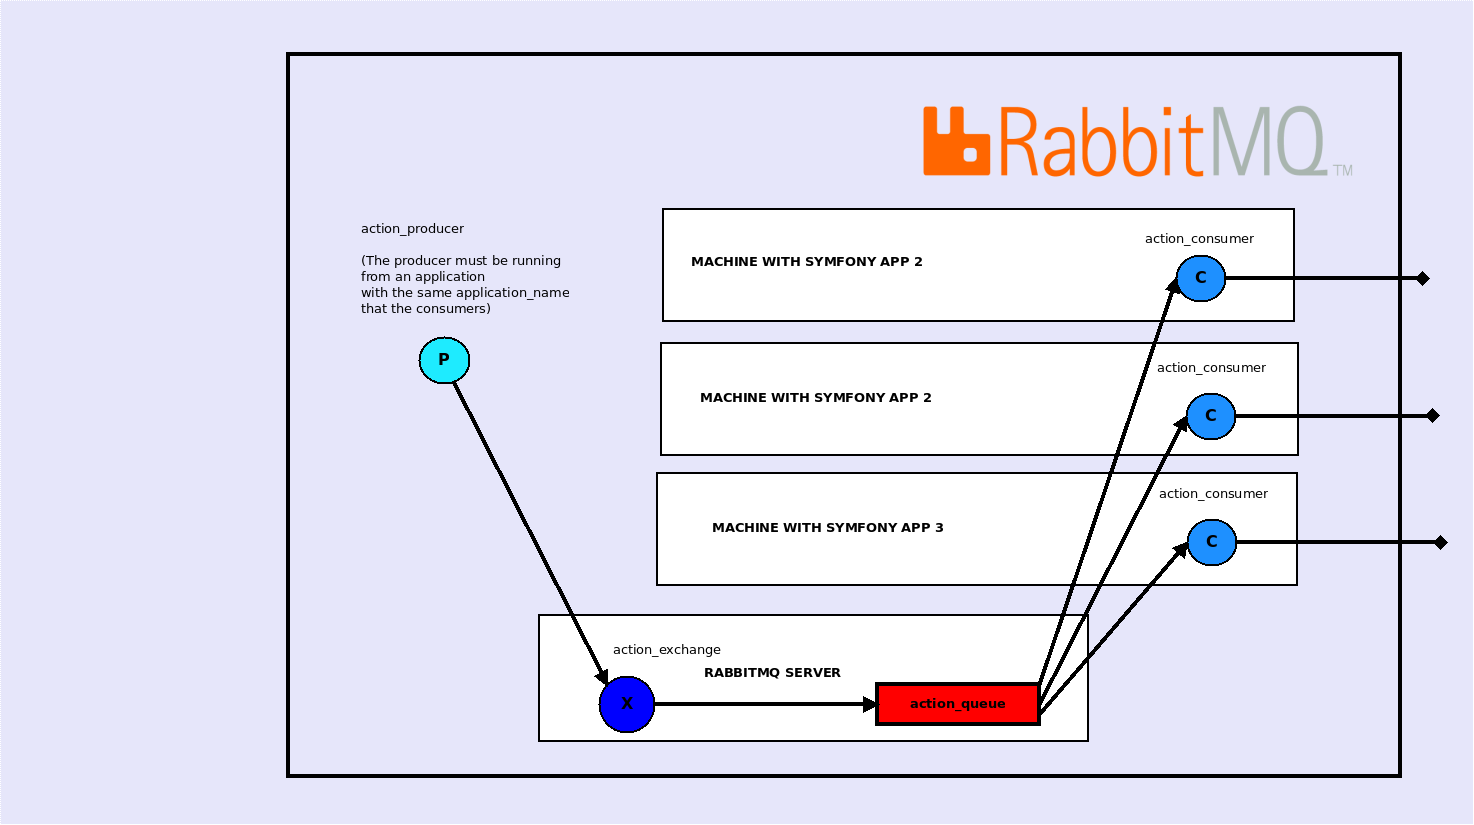 RabbitMQ TM
action_producer
(The producer must be running
from an application
with the same application_name
that the consumers)
P
action_consumer
MACHINE WITH SYMFONY APP 2
C
action_consumer
MACHINE WITH SYMFONY APP 2
C
action_consumer
MACHINE WITH SYMFONY APP 3
C
action_exchange
RABBITMQ SERVER
X
action_queue